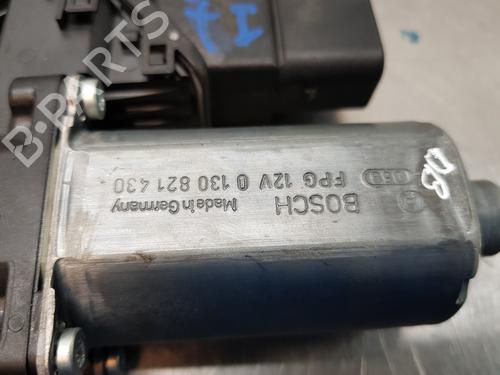 BOSCH
FPG 12V 0 130 821 430
Made in Germany
B-PARTS